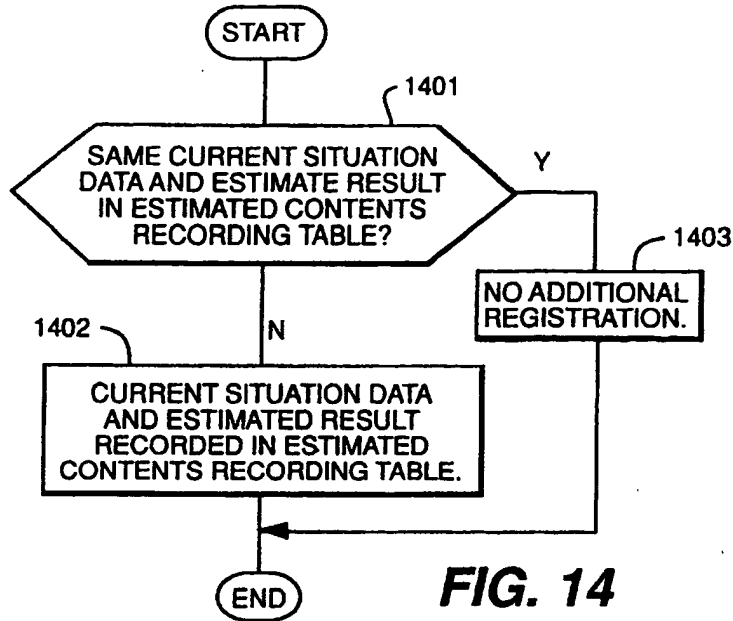 START
1401
SAME CURRENT SITUATION
DATA AND ESTIMATE RESULT
IN ESTIMATED CONTENTS
RECORDING TABLE?
Y
1403
NO ADDITIONAL
REGISTRATION.
N
1402
CURRENT SITUATION DATA
AND ESTIMATED RESULT
RECORDED IN ESTIMATED
CONTENTS RECORDING TABLE.
END
FIG. 14